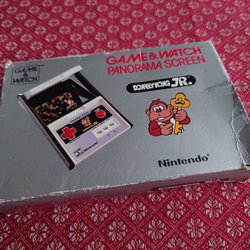 GAME & WATCH
PANORAMA SCREEN
DONKEY KONG JR.
GAME
&
WATCH
Nintendo